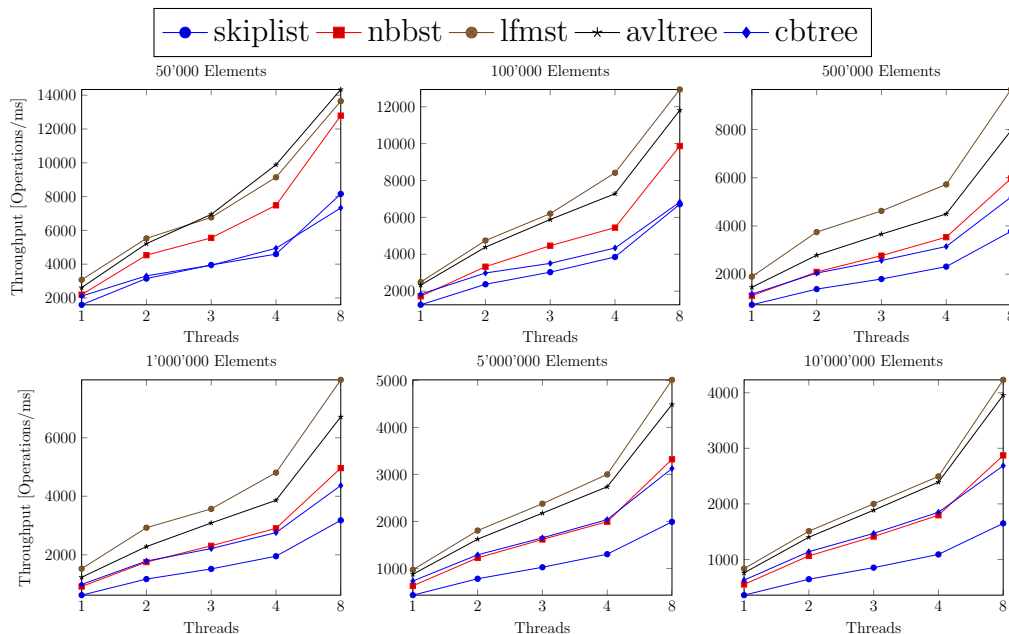 skiplist nbbst lfmst avltree cbtree
50'000 Elements
100'000 Elements
500'000 Elements
Throughput [Operations/ms]
14000
12000
10000
8000
6000
4000
2000
1 2 3 4 8
Threads
12000
10000
8000
6000
4000
2000
1 2 3 4 8
Threads
8000
6000
4000
2000
1 2 3 4 8
Threads
1'000'000 Elements
5'000'000 Elements
10'000'000 Elements
Throughput [Operations/ms]
6000
4000
2000
1 2 3 4 8
Threads
5000
4000
3000
2000
1000
1 2 3 4 8
Threads
4000
3000
2000
1000
1 2 3 4 8
Threads